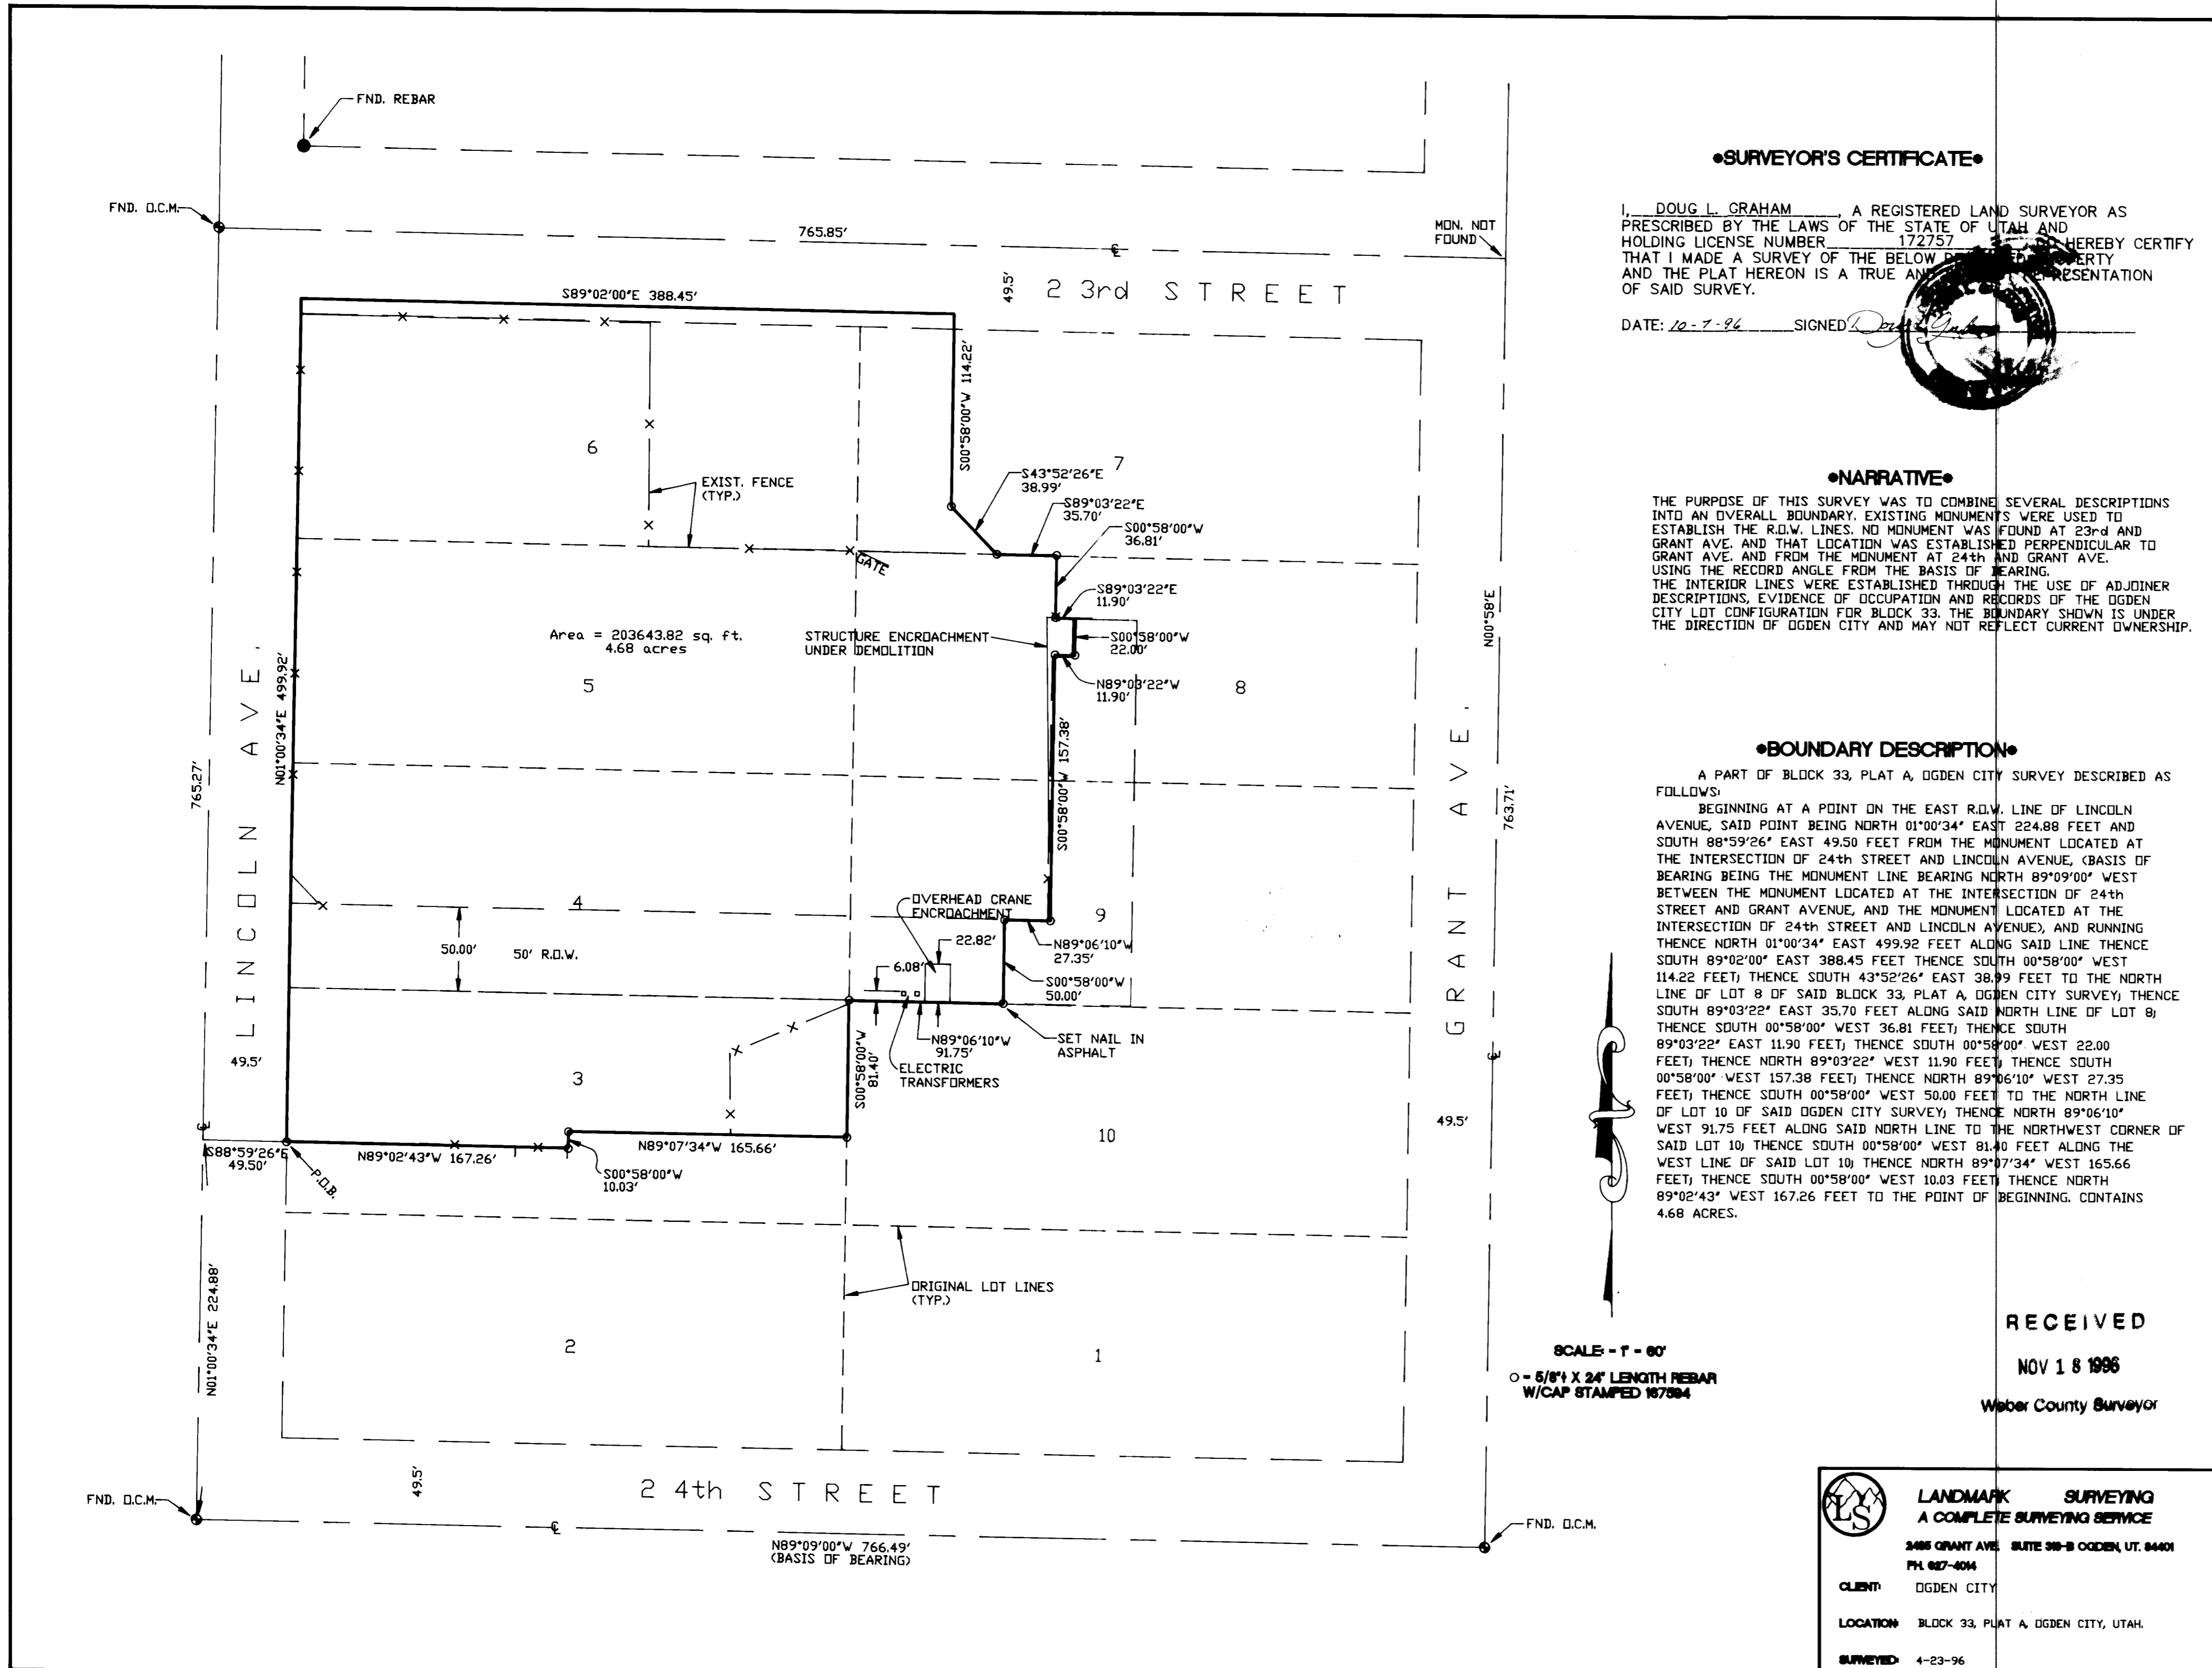 FND. REBAR
FND. O.C.M.
765.85'
℄
MON. NOT
FOUND
S89°02'00"E 388.45'
49.5'
2 3rd STREET
S00°58'00"W 114.22'
6
7
EXIST. FENCE
(TYP.)
S43°52'26"E
38.99'
S89°03'22"E
35.70'
S00°58'00"W
36.81'
GATE
S89°03'22"E
11.90'
Area = 203643.82 sq. ft.
4.68 acres
STRUCTURE ENCROACHMENT
UNDER DEMOLITION
S00°58'00"W
22.00'
N89°03'22"W
11.90'
5
8
N00°58'E
LINCOLN AVE.
N01°00'34"E 499.92'
765.27'
S00°58'00"W 157.38'
GRANT AVE.
763.71'
4
OVERHEAD CRANE
ENCROACHMENT
9
50.00'
50' R.O.W.
22.82'
6.08'
N89°06'10"W
27.35'
S00°58'00"W
50.00'
N89°06'10"W
91.75'
SET NAIL IN
ASPHALT
ELECTRIC
TRANSFORMERS
49.5'
℄
3
S00°58'00"W
81.40'
49.5'
10
℄
S88°59'26"E
49.50'
P.O.B.
N89°02'43"W 167.26'
N89°07'34"W 165.66'
S00°58'00"W
10.03'
N01°00'34"E 224.88'
ORIGINAL LOT LINES
(TYP.)
2
1
49.5'
2 4th STREET
FND. O.C.M.
℄
N89°09'00"W 766.49'
(BASIS OF BEARING)
FND. O.C.M.
•SURVEYOR'S CERTIFICATE•
I, DOUG L. GRAHAM, A REGISTERED LAND SURVEYOR AS
PRESCRIBED BY THE LAWS OF THE STATE OF UTAH AND
HOLDING LICENSE NUMBER 172757 HEREBY CERTIFY
THAT I MADE A SURVEY OF THE BELOW
AND THE PLAT HEREON IS A TRUE AND
OF SAID SURVEY.
DATE: 10-7-96 SIGNED
•NARRATIVE•
THE PURPOSE OF THIS SURVEY WAS TO COMBINE SEVERAL DESCRIPTIONS
INTO AN OVERALL BOUNDARY. EXISTING MONUMENTS WERE USED TO
ESTABLISH THE R.O.W. LINES. NO MONUMENT WAS FOUND AT 23rd AND
GRANT AVE. AND THAT LOCATION WAS ESTABLISHED PERPENDICULAR TO
GRANT AVE. AND FROM THE MONUMENT AT 24th AND GRANT AVE.
USING THE RECORD ANGLE FROM THE BASIS OF BEARING.
THE INTERIOR LINES WERE ESTABLISHED THROUGH THE USE OF ADJOINER
DESCRIPTIONS, EVIDENCE OF OCCUPATION AND RECORDS OF THE OGDEN
CITY LOT CONFIGURATION FOR BLOCK 33. THE BOUNDARY SHOWN IS UNDER
THE DIRECTION OF OGDEN CITY AND MAY NOT REFLECT CURRENT OWNERSHIP.
•BOUNDARY DESCRIPTION•
A PART OF BLOCK 33, PLAT A, OGDEN CITY SURVEY DESCRIBED AS
FOLLOWS:
BEGINNING AT A POINT ON THE EAST R.O.W. LINE OF LINCOLN
AVENUE, SAID POINT BEING NORTH 01°00'34" EAST 224.88 FEET AND
SOUTH 88°59'26" EAST 49.50 FEET FROM THE MONUMENT LOCATED AT
THE INTERSECTION OF 24th STREET AND LINCOLN AVENUE, (BASIS OF
BEARING BEING THE MONUMENT LINE BEARING NORTH 89°09'00" WEST
BETWEEN THE MONUMENT LOCATED AT THE INTERSECTION OF 24th
STREET AND GRANT AVENUE, AND THE MONUMENT LOCATED AT THE
INTERSECTION OF 24th STREET AND LINCOLN AVENUE), AND RUNNING
THENCE NORTH 01°00'34" EAST 499.92 FEET ALONG SAID LINE THENCE
SOUTH 89°02'00" EAST 388.45 FEET THENCE SOUTH 00°58'00" WEST
114.22 FEET; THENCE SOUTH 43°52'26" EAST 38.99 FEET TO THE NORTH
LINE OF LOT 8 OF SAID BLOCK 33, PLAT A, OGDEN CITY SURVEY; THENCE
SOUTH 89°03'22" EAST 35.70 FEET ALONG SAID NORTH LINE OF LOT 8;
THENCE SOUTH 00°58'00" WEST 36.81 FEET; THENCE SOUTH
89°03'22" EAST 11.90 FEET; THENCE SOUTH 00°58'00" WEST 22.00
FEET; THENCE NORTH 89°03'22" WEST 11.90 FEET; THENCE SOUTH
00°58'00" WEST 157.38 FEET; THENCE NORTH 89°06'10" WEST 27.35
FEET; THENCE SOUTH 00°58'00" WEST 50.00 FEET TO THE NORTH LINE
OF LOT 10 OF SAID OGDEN CITY SURVEY; THENCE NORTH 89°06'10"
WEST 91.75 FEET ALONG SAID NORTH LINE TO THE NORTHWEST CORNER OF
SAID LOT 10; THENCE SOUTH 00°58'00" WEST 81.40 FEET ALONG THE
WEST LINE OF SAID LOT 10; THENCE NORTH 89°07'34" WEST 165.66
FEET; THENCE SOUTH 00°58'00" WEST 10.03 FEET; THENCE NORTH
89°02'43" WEST 167.26 FEET TO THE POINT OF BEGINNING. CONTAINS
4.68 ACRES.
SCALE: - 1" = 60'
O = 5/8"∮ X 24" LENGTH REBAR
W/CAP STAMPED 167594
RECEIVED
NOV 18 1996
Weber County Surveyor
LS
LANDMARK SURVEYING
A COMPLETE SURVEYING SERVICE
2485 GRANT AVE. SUITE 319-B OGDEN, UT. 84401
PH. 627-4014
CLIENT: OGDEN CITY
LOCATION: BLOCK 33, PLAT A, OGDEN CITY, UTAH.
SURVEYED: 4-23-96